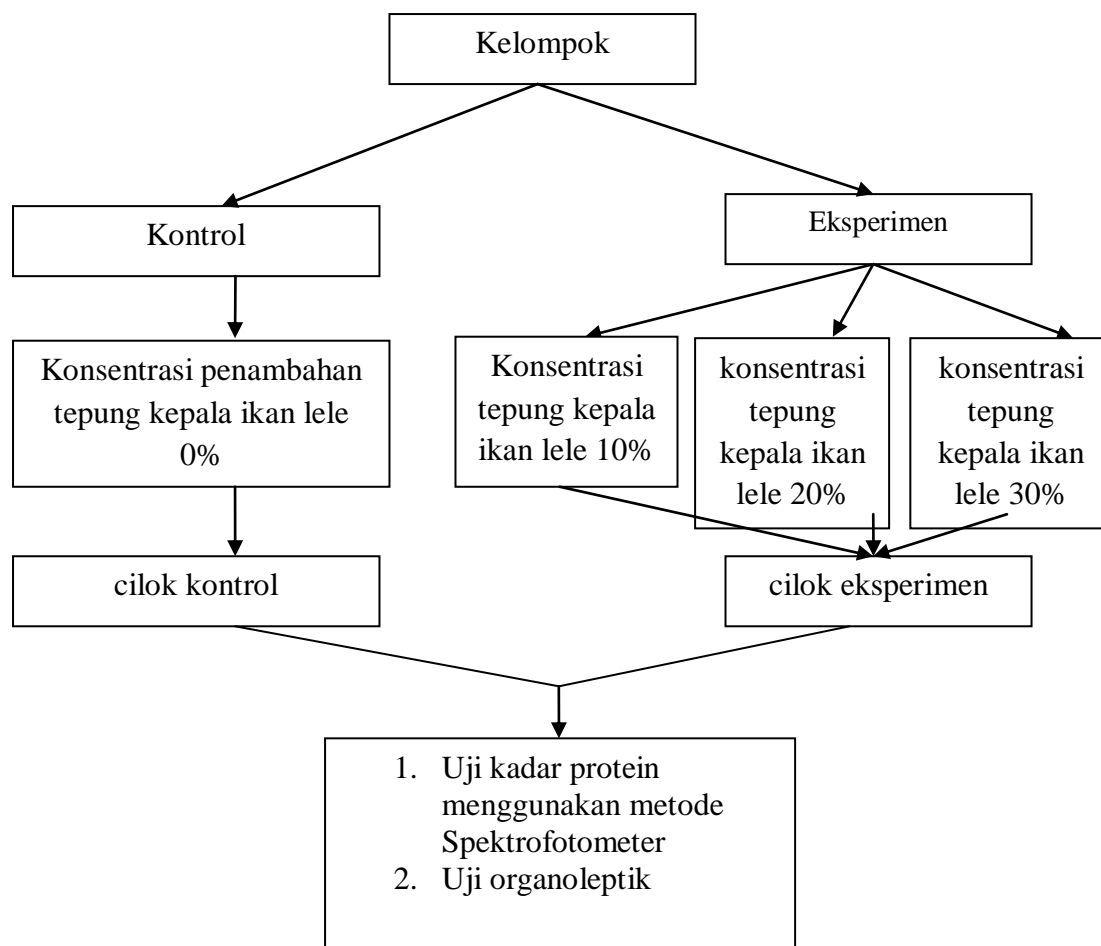 Kelompok
Kontrol
Eksperimen
Konsentrasi penambahan
tepung kepala ikan lele
0%
Konsentrasi
tepung kepala
ikan lele 10%
konsentrasi
tepung
kepala ikan
lele 20%
konsentrasi
tepung
kepala ikan
lele 30%
cilok kontrol
cilok eksperimen
1. Uji kadar protein
menggunakan metode
Spektrofotometer
2. Uji organoleptik